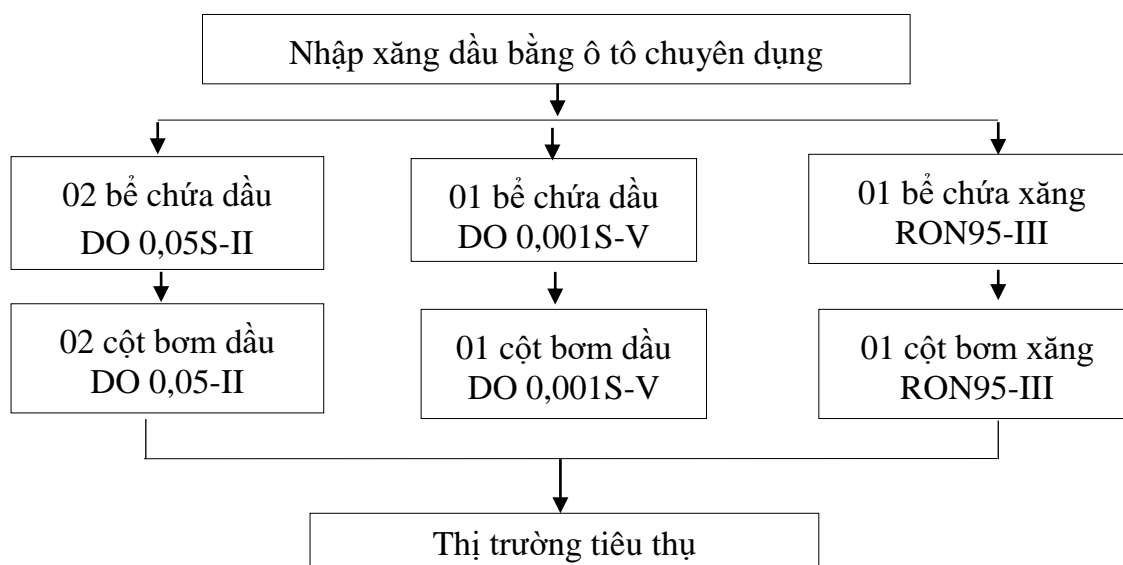 Nhập xăng dầu bằng ô tô chuyên dụng
02 bể chứa dầu
DO 0,05S-II
01 bể chứa dầu
DO 0,001S-V
01 bể chứa xăng
RON95-III
02 cột bơm dầu
DO 0,05-II
01 cột bơm dầu
DO 0,001S-V
01 cột bơm xăng
RON95-III
Thị trường tiêu thụ